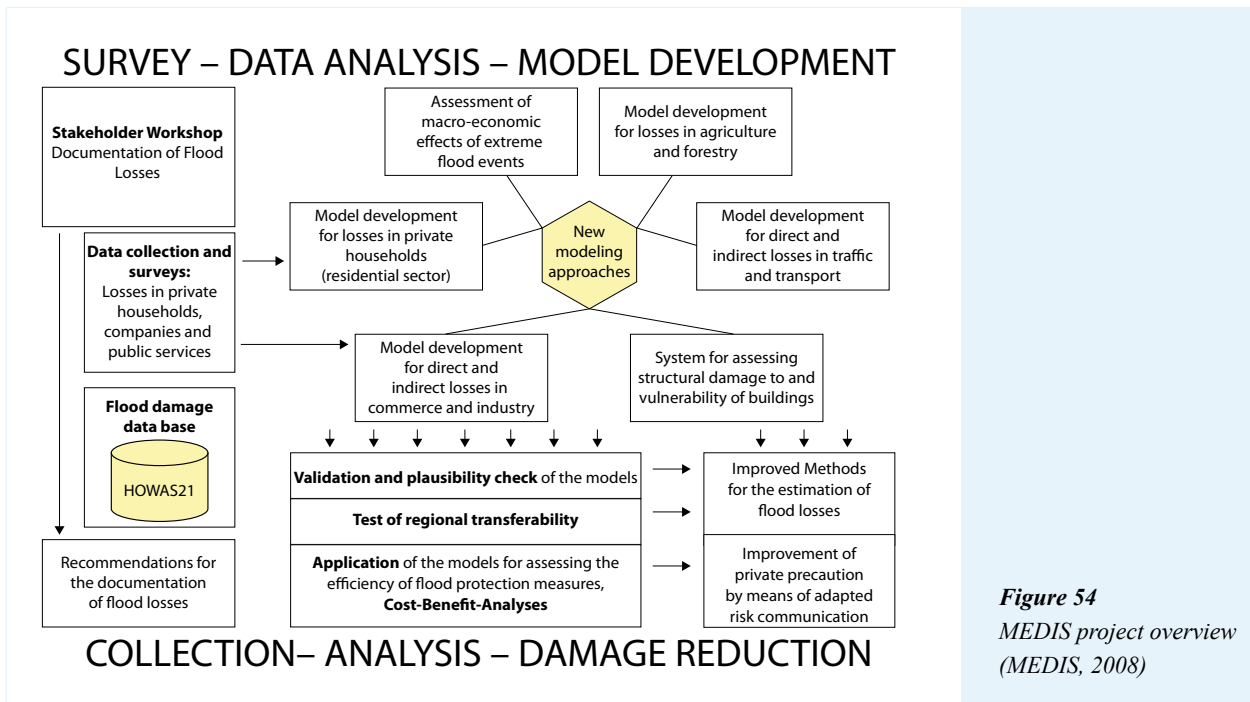 SURVEY – DATA ANALYSIS – MODEL DEVELOPMENT
Stakeholder Workshop
Documentation of Flood
Losses
Assessment of
macro-economic
effects of extreme
flood events
Model development
for losses in agriculture
and forestry
Data collection and
surveys:
Losses in private
households,
companies and
public services
Model development
for losses in private
households
(residential sector)
New
modeling
approaches
Model development
for direct and
indirect losses in traffic
and transport
Model development
for direct and
indirect losses in
commerce and industry
System for assessing
structural damage to and
vulnerability of buildings
Flood damage
data base
HOWAS21
Validation and plausibility check of the models
Test of regional transferability
Application of the models for assessing the
efficiency of flood protection measures,
Cost-Benefit-Analyses
Improved Methods
for the estimation of
flood losses
Improvement of
private precaution
by means of adapted
risk communication
Recommendations for
the documentation
of flood losses
COLLECTION– ANALYSIS – DAMAGE REDUCTION
Figure 54
MEDIS project overview
(MEDIS, 2008)